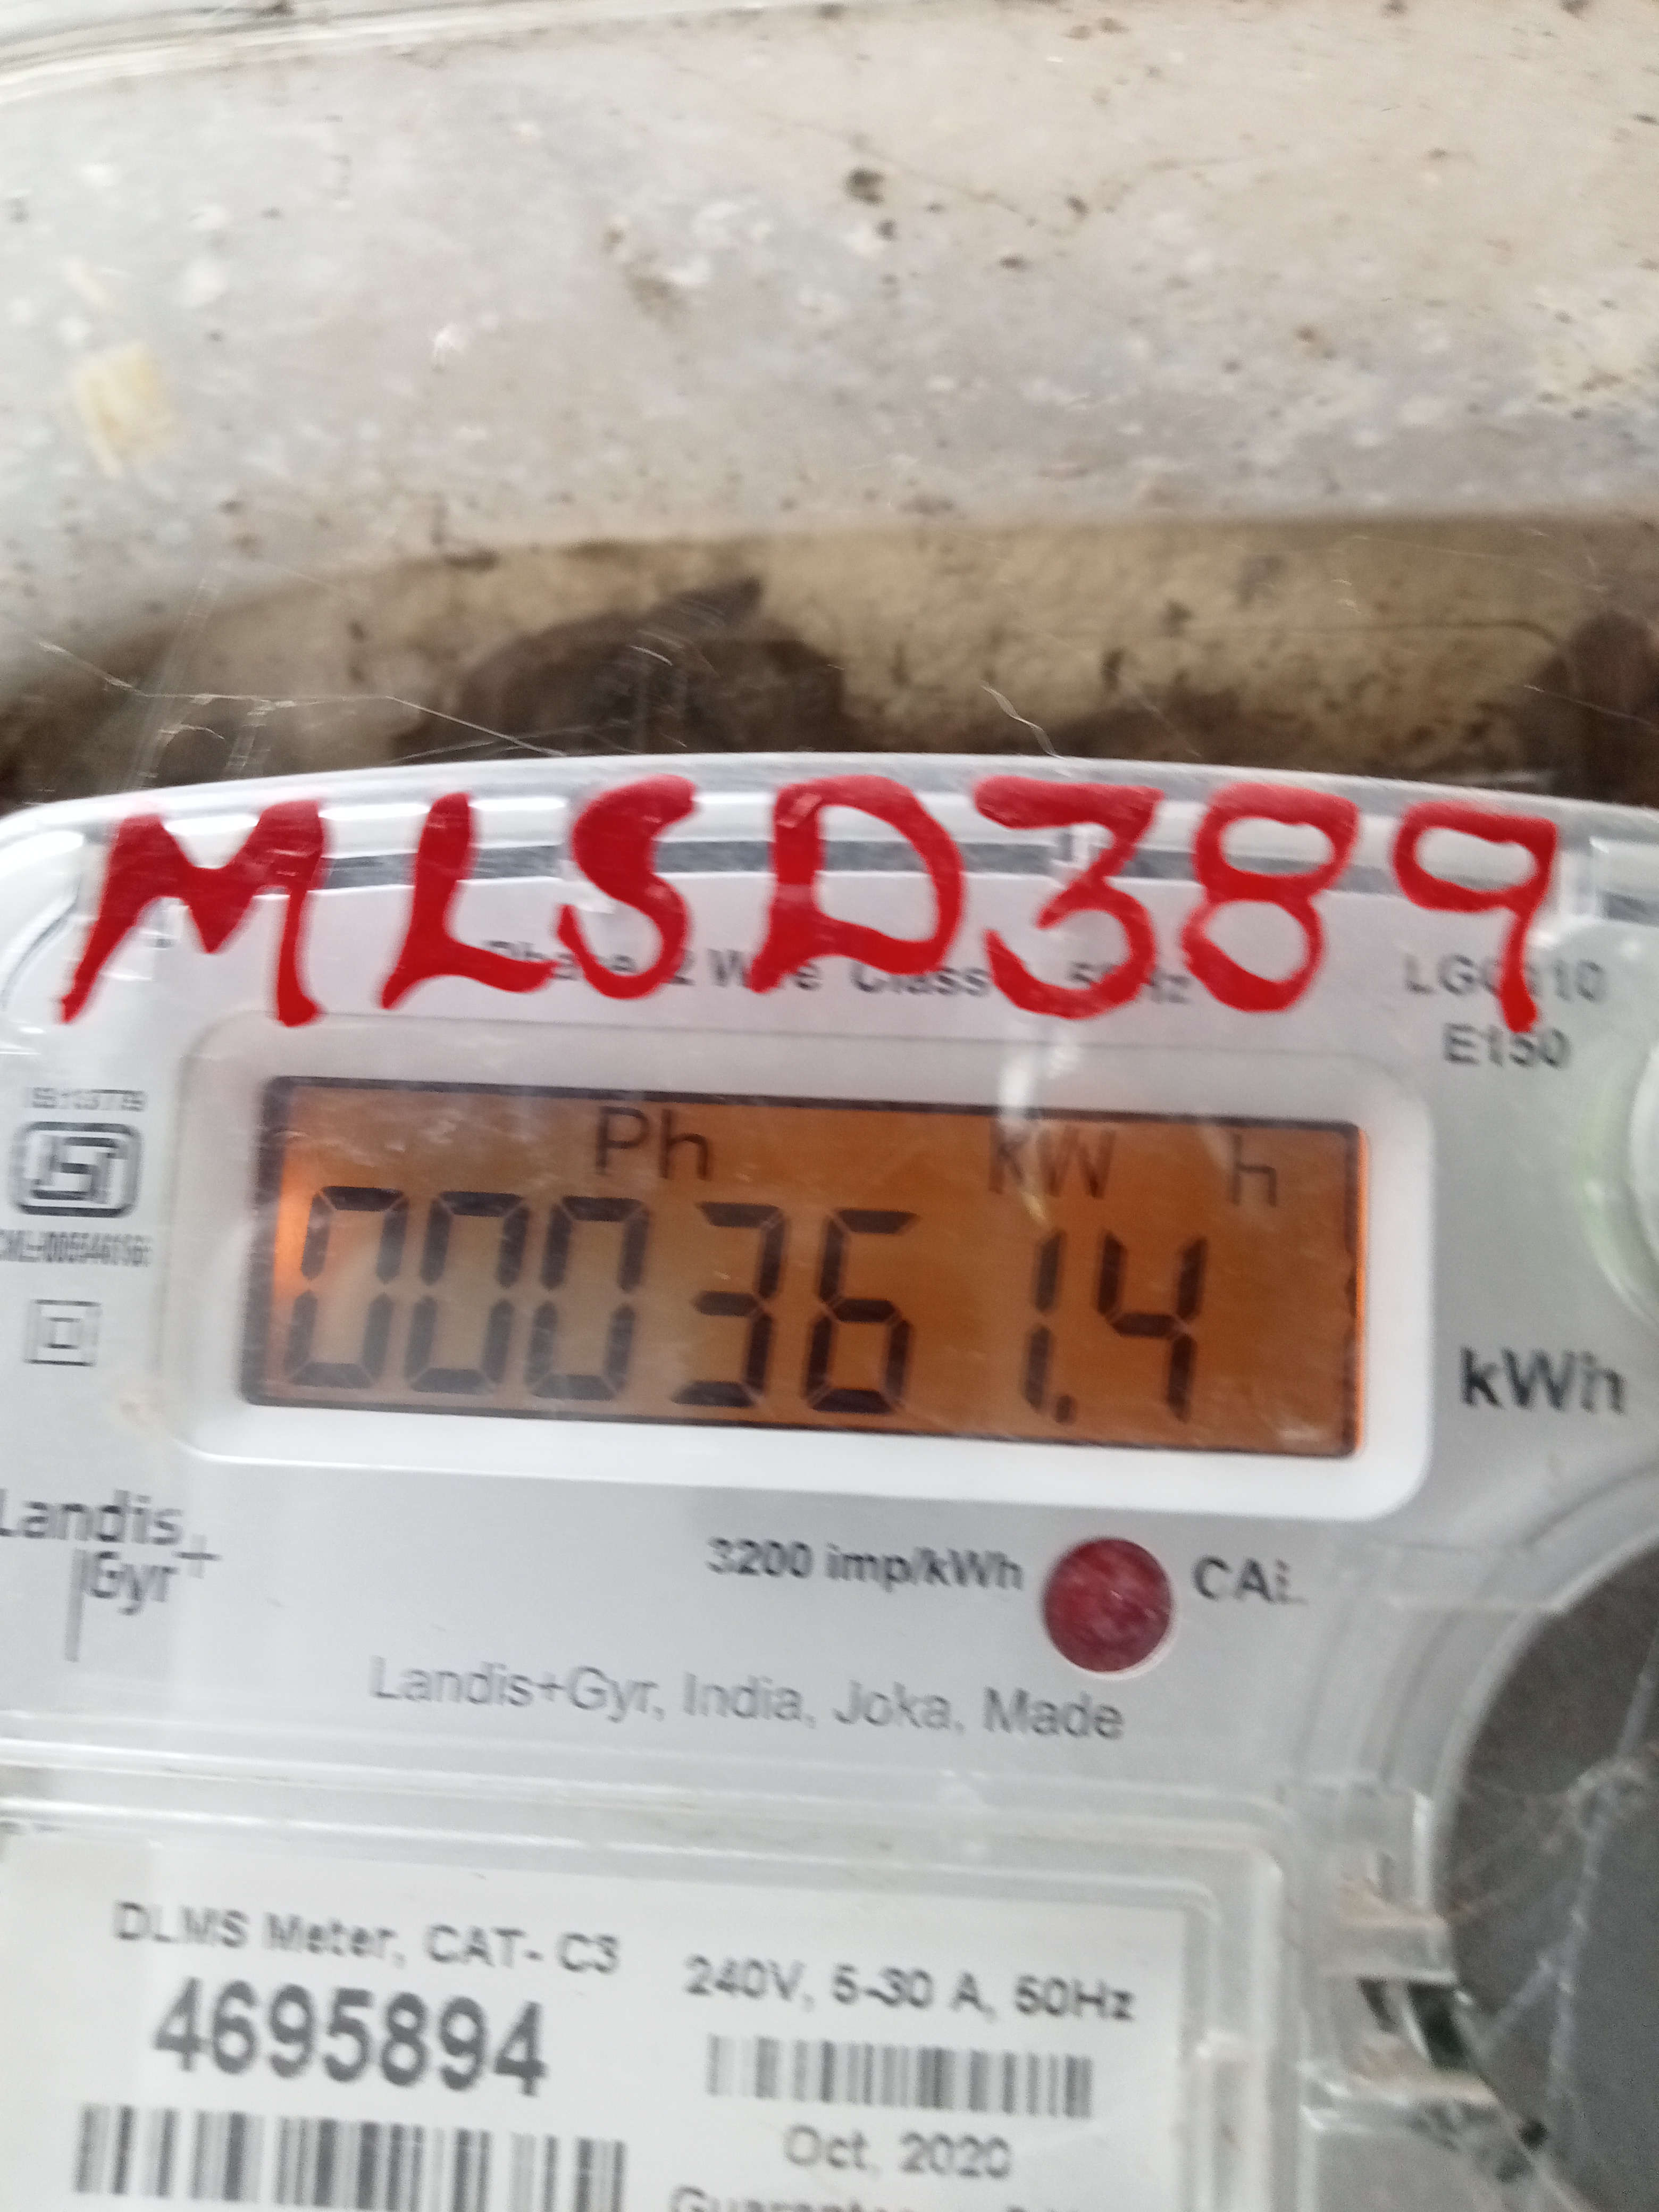 MLSD389
E150
Ph kW h
000361.4
kWh
Landis
Gyr+
3200 imp/kWh CAL
Landis+Gyr, India, Joka, Made
DLMS Meter, CAT- C3
4695894
240V, 5-30 A, 50Hz
Oct, 2020